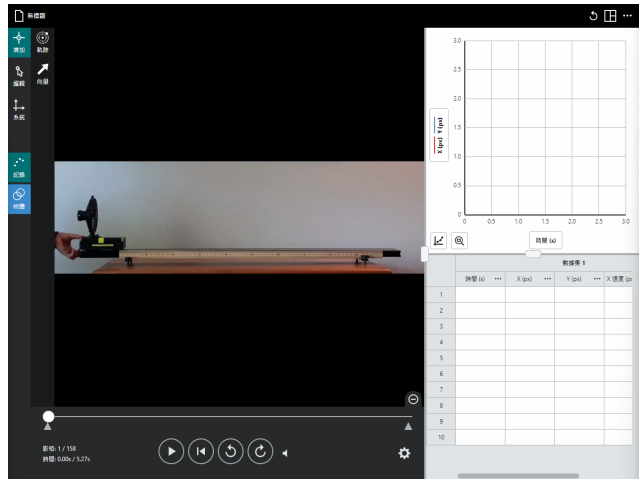 無標題
增加
軌跡
編輯
向量
系統
記錄
物體
影格: 1 / 158
時間: 0.00s / 5.27s
3.0
2.5
2.0
1.5
1.0
0.5
0
0 0.5 1.0 1.5 2.0 2.5 3.0
X (px) Y (px)
時間 (s)
數據集 1
時間 (s) ••• X (px) ••• Y (px) ••• X 速度 (p
1
2
3
4
5
6
7
8
9
10